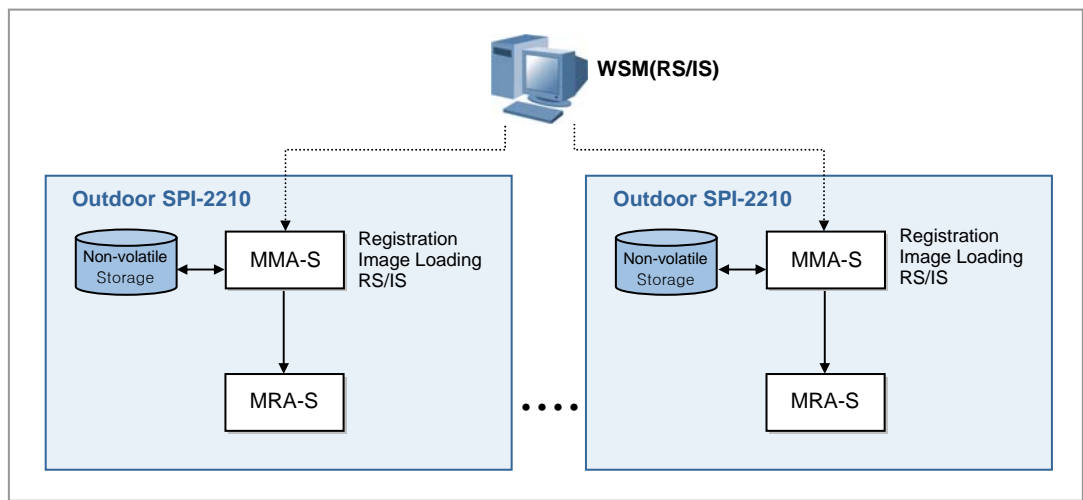 WSM(RS/IS)
Outdoor SPI-2210
Non-volatile
Storage
MMA-S
Registration
Image Loading
RS/IS
MRA-S
Outdoor SPI-2210
Non-volatile
Storage
MMA-S
Registration
Image Loading
RS/IS
MRA-S